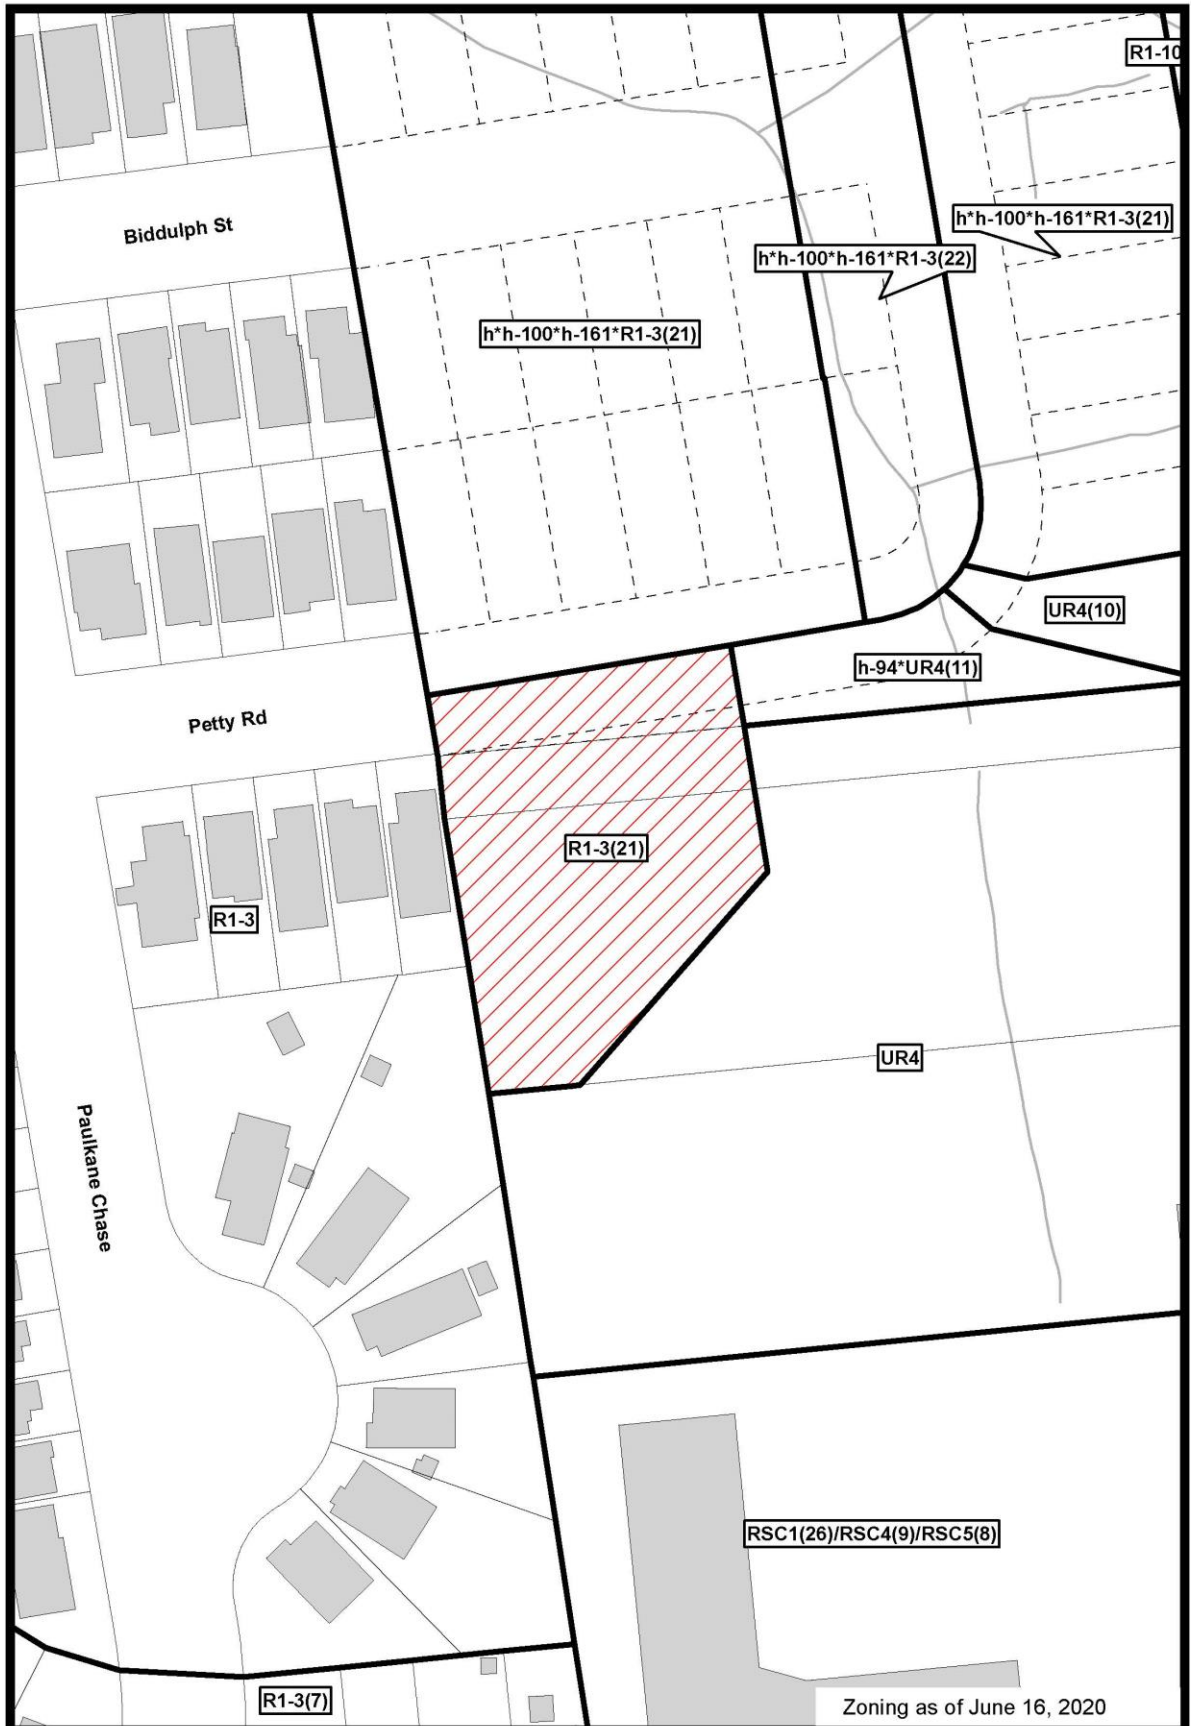 R1-10
Biddulph St
h*h-100*h-161*R1-3(21)
h*h-100*h-161*R1-3(22)
h*h-100*h-161*R1-3(21)
UR4(10)
h-94*UR4(11)
Petty Rd
R1-3(21)
R1-3
UR4
Paulkane Chase
RSC1(26)/RSC4(9)/RSC5(8)
R1-3(7)
Zoning as of June 16, 2020